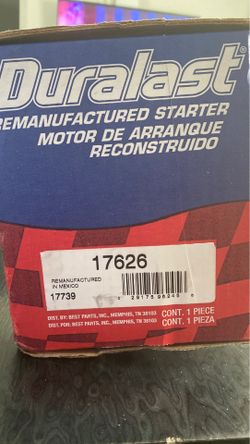 Duralast
REMANUFACTURED STARTER
MOTOR DE ARRANQUE
RECONSTRUIDO
17626
REMANUFACTURED
IN MEXICO
17739
DIST. BY: BEST PARTS, INC., MEMPHIS, TN 38103
CONT. 1 PIECE
DIST. POR: BEST PARTS, INC., MEMPHIS, TN 38103
CONT. 1 PIEZA